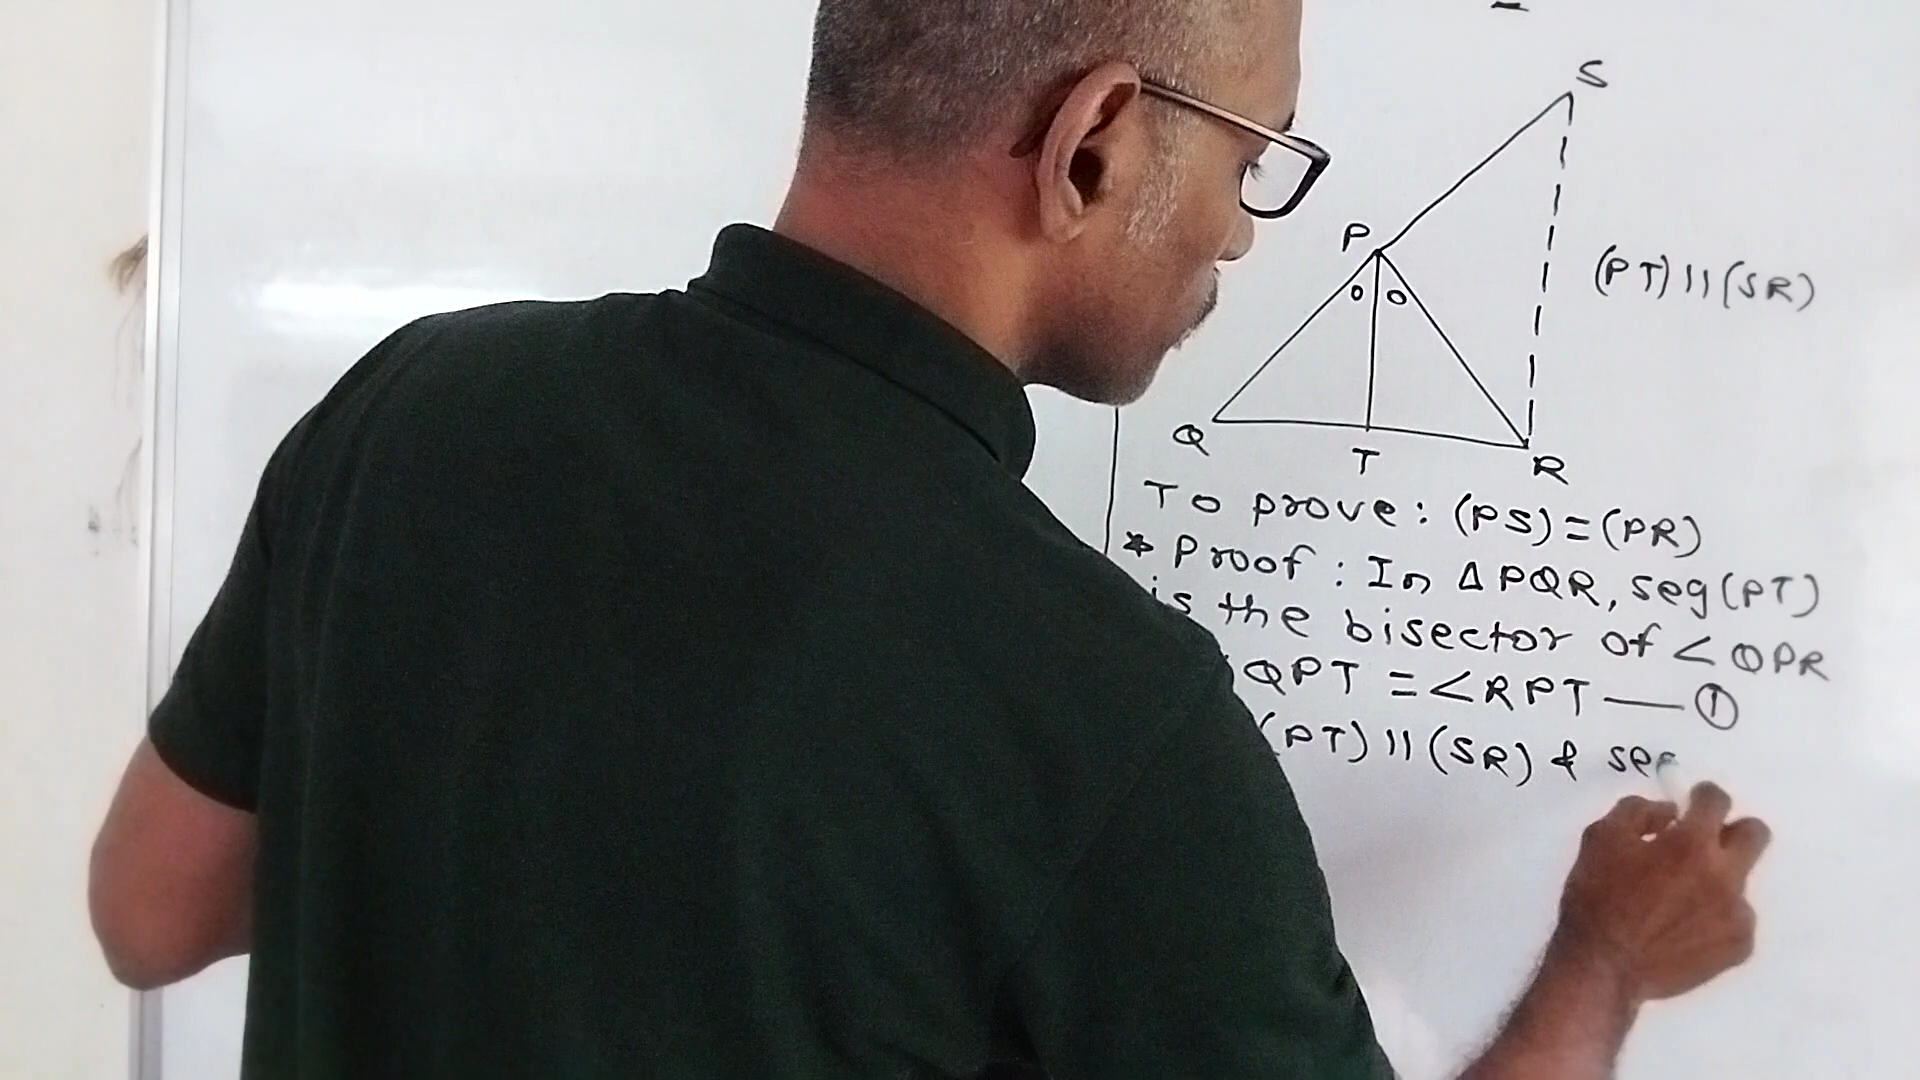 S
P
(PT)||(SR)
o o
Q
T
R
To prove: (PS)=(PR)
* Proof: In ΔPQR, seg(PT)
is the bisector of ∠QPR
QPT = ∠RPT — ①
(PT)||(SR) & seg